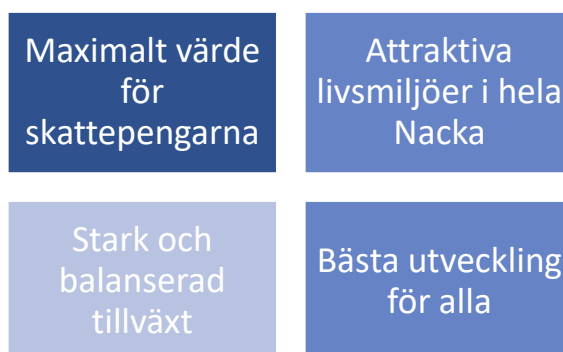 Maximalt värde
för
skattepengarna
Attraktiva
livsmiljöer i hela
Nacka
Stark och
balanserad
tillväxt
Bästa utveckling
för alla